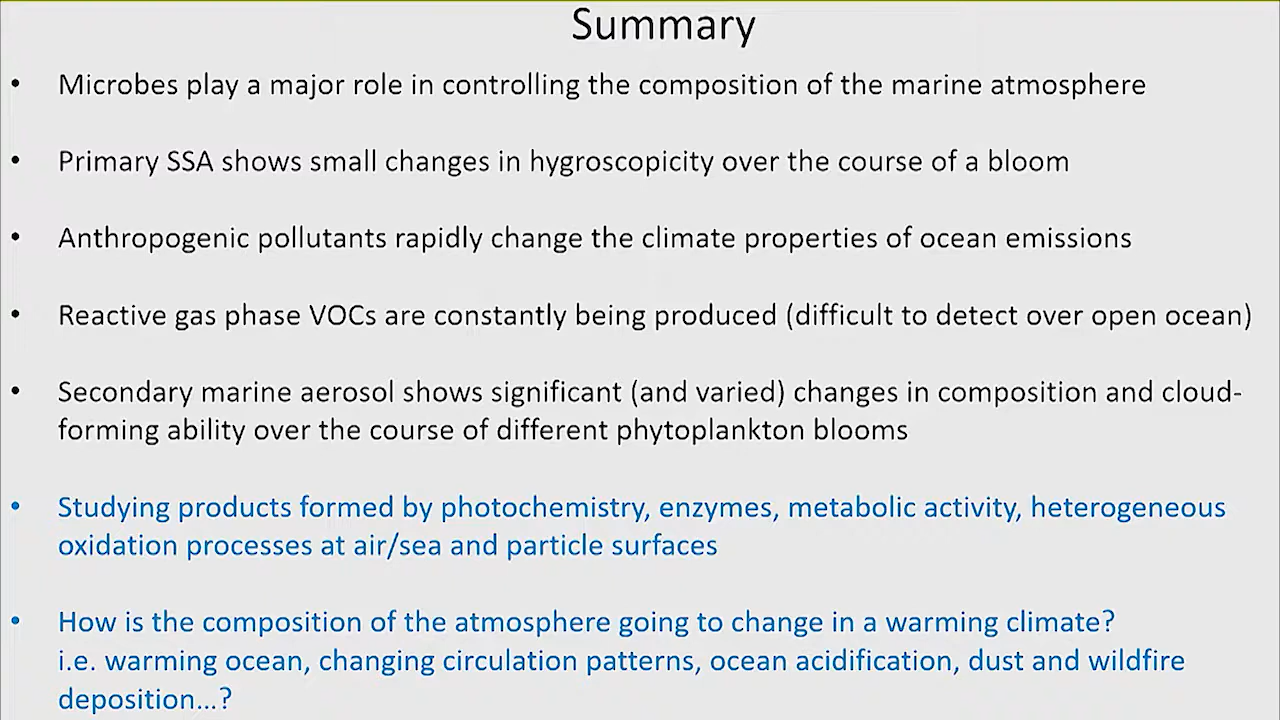 Summary
• Microbes play a major role in controlling the composition of the marine atmosphere
• Primary SSA shows small changes in hygroscopicity over the course of a bloom
• Anthropogenic pollutants rapidly change the climate properties of ocean emissions
• Reactive gas phase VOCs are constantly being produced (difficult to detect over open ocean)
• Secondary marine aerosol shows significant (and varied) changes in composition and cloud-
forming ability over the course of different phytoplankton blooms
• Studying products formed by photochemistry, enzymes, metabolic activity, heterogeneous
oxidation processes at air/sea and particle surfaces
• How is the composition of the atmosphere going to change in a warming climate?
i.e. warming ocean, changing circulation patterns, ocean acidification, dust and wildfire
deposition...?